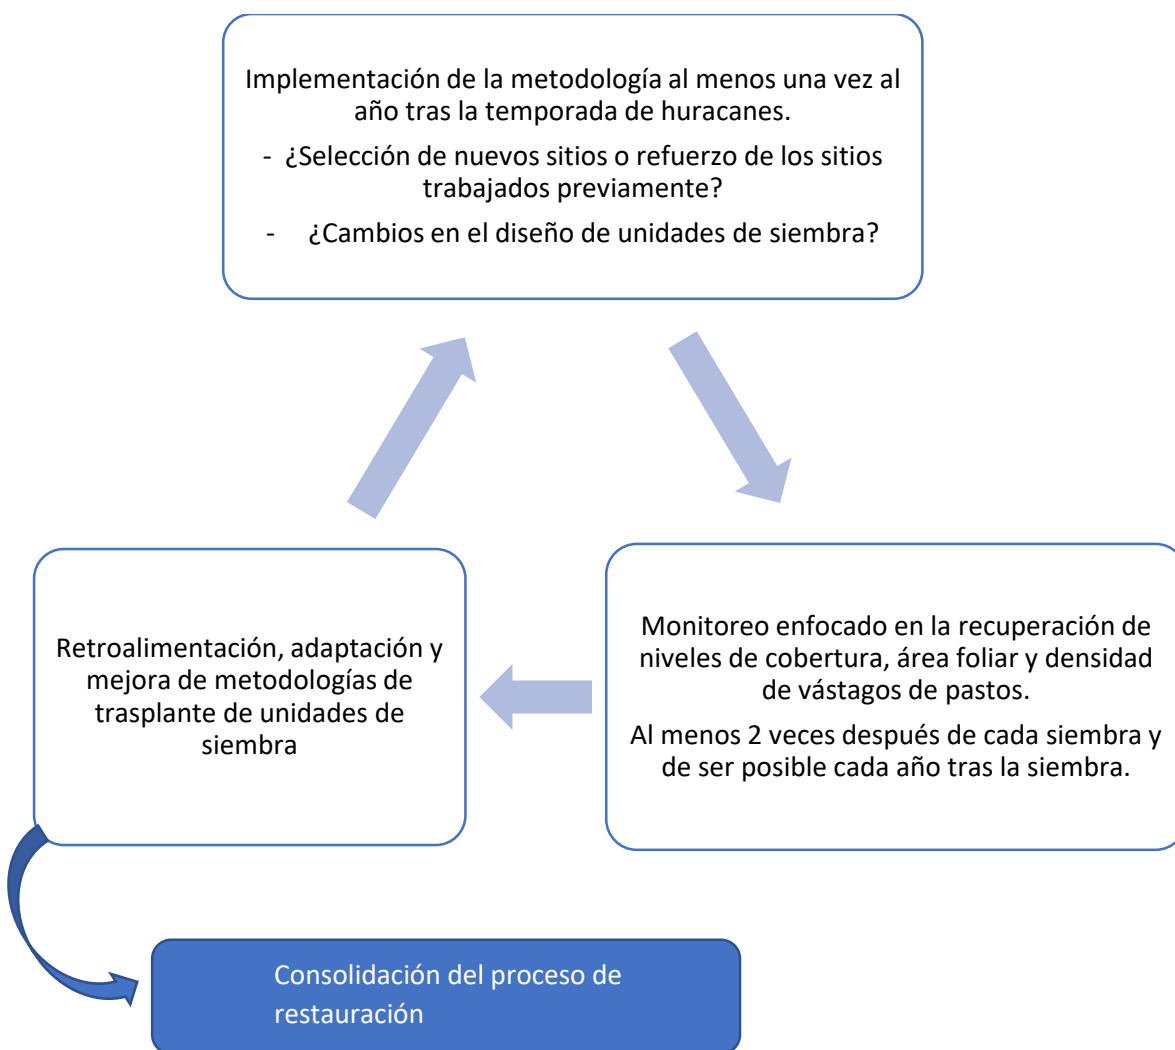 Implementación de la metodología al menos una vez al
año tras la temporada de huracanes.
- ¿Selección de nuevos sitios o refuerzo de los sitios
trabajados previamente?
- ¿Cambios en el diseño de unidades de siembra?
Monitoreo enfocado en la recuperación de
niveles de cobertura, área foliar y densidad
de vástagos de pastos.
Al menos 2 veces después de cada siembra y
de ser posible cada año tras la siembra.
Retroalimentación, adaptación y
mejora de metodologías de
trasplante de unidades de
siembra
Consolidación del proceso de
restauración